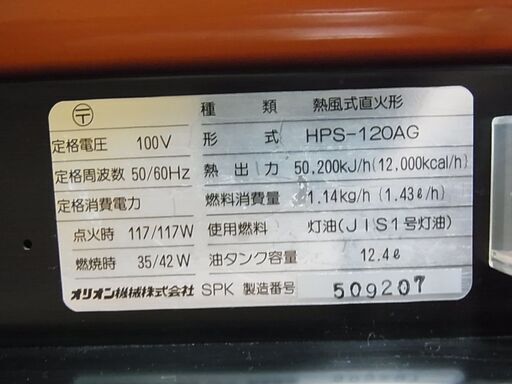 〒 種類 熱風式直火形
定格電圧 100V 形式 HPS-120AG
定格周波数 50/60Hz 熱出力 50,200kJ/h(12,000kcal/h)
定格消費電力 燃料消費量 1.14kg/h(1.43ℓ/h)
点火時 117/117W 使用燃料 灯油(JIS1号灯油)
燃焼時 35/42W 油タンク容量 12.4ℓ
オリオン機械株式会社 SPK 製造番号 509207